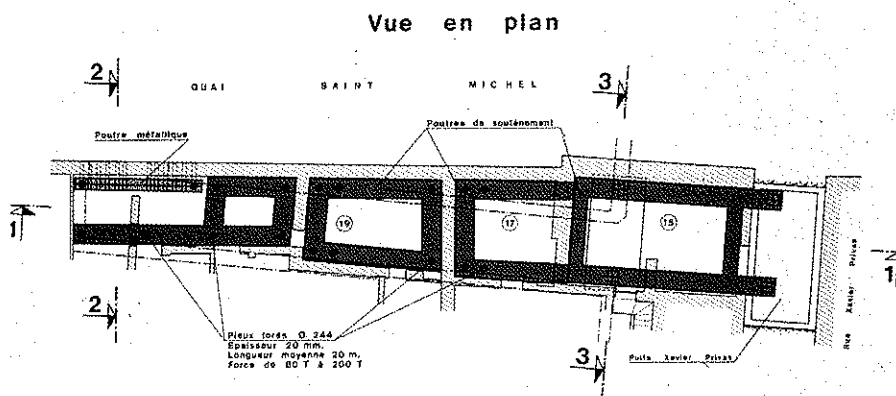 Vue en plan
2
QUAI SAINT MICHEL
3
Poutre métallique
Poutres de soutènement
1
19
17
15
1
2
Pieux forés O. 244
Epaisseur 20 mm.
Longueur moyenne 20 m.
Force de 80 T à 200 T
3
Puits Xavier Privas
Rue Xavier Privas